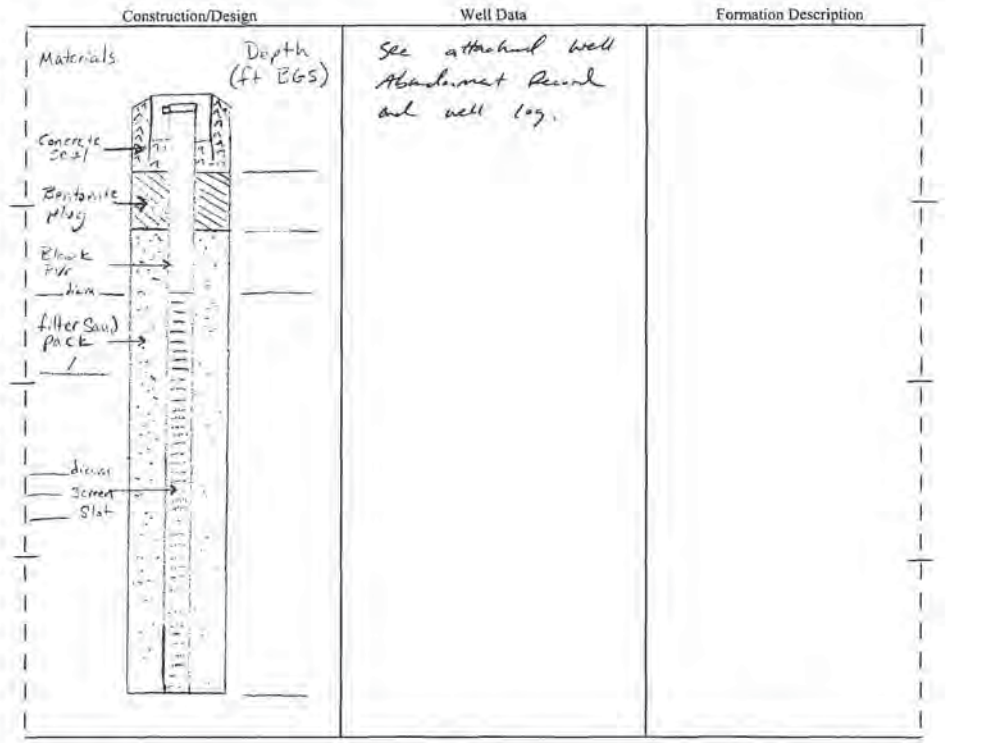 Construction/Design
Well Data
Formation Description
Materials
Depth
(ft BGS)
Concrete
Seal
Bentonite
plug
Blank
PVC
diam
filter Sand
pack
/
diam
Screen
Slot
See attached well
Abandonment Record
and well log.